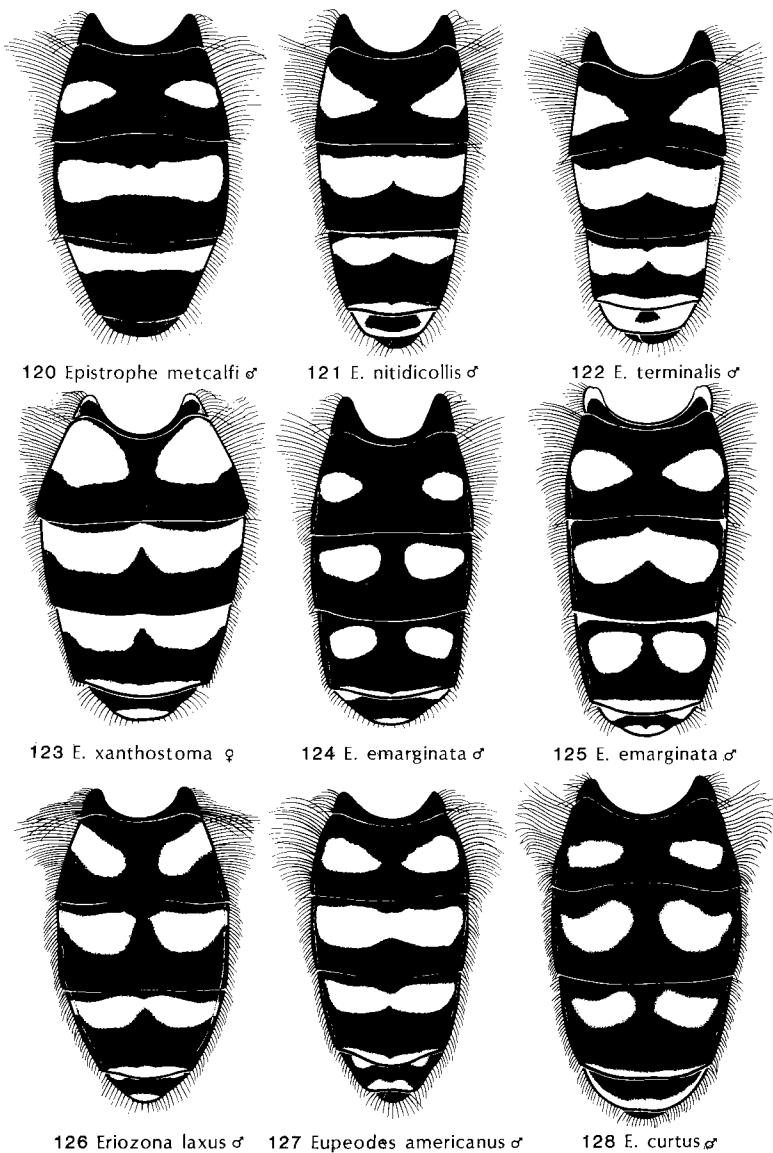 120 Epistrophe metcalfi ♂ 121 E. nitidicollis ♂ 122 E. terminalis ♂
123 E. xanthostoma ♀ 124 E. emarginata ♂ 125 E. emarginata ♂
126 Eriozona laxus ♂ 127 Eupeodes americanus ♂ 128 E. curtus ♂